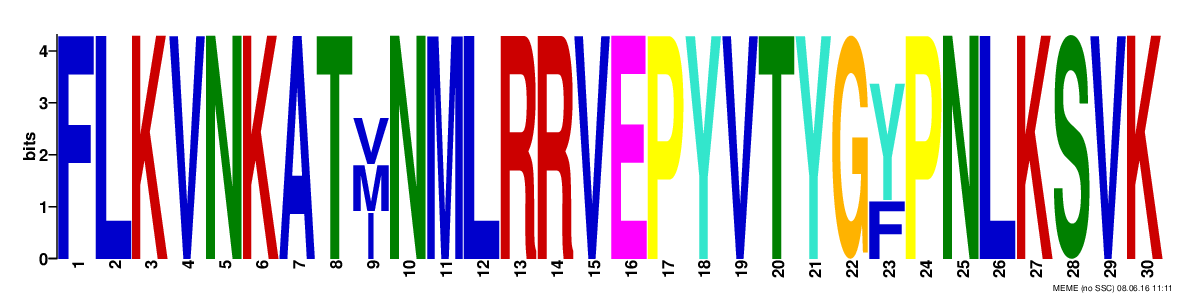 bits
4
3
2
1
0
FLKVNKATVNMLRRVEPYVTYGYPNLKSVK
M
I
F
1 2 3 4 5 6 7 8 9 10 11 12 13 14 15 16 17 18 19 20 21 22 23 24 25 26 27 28 29 30
MEME (no SSC) 08.06.16 11:11